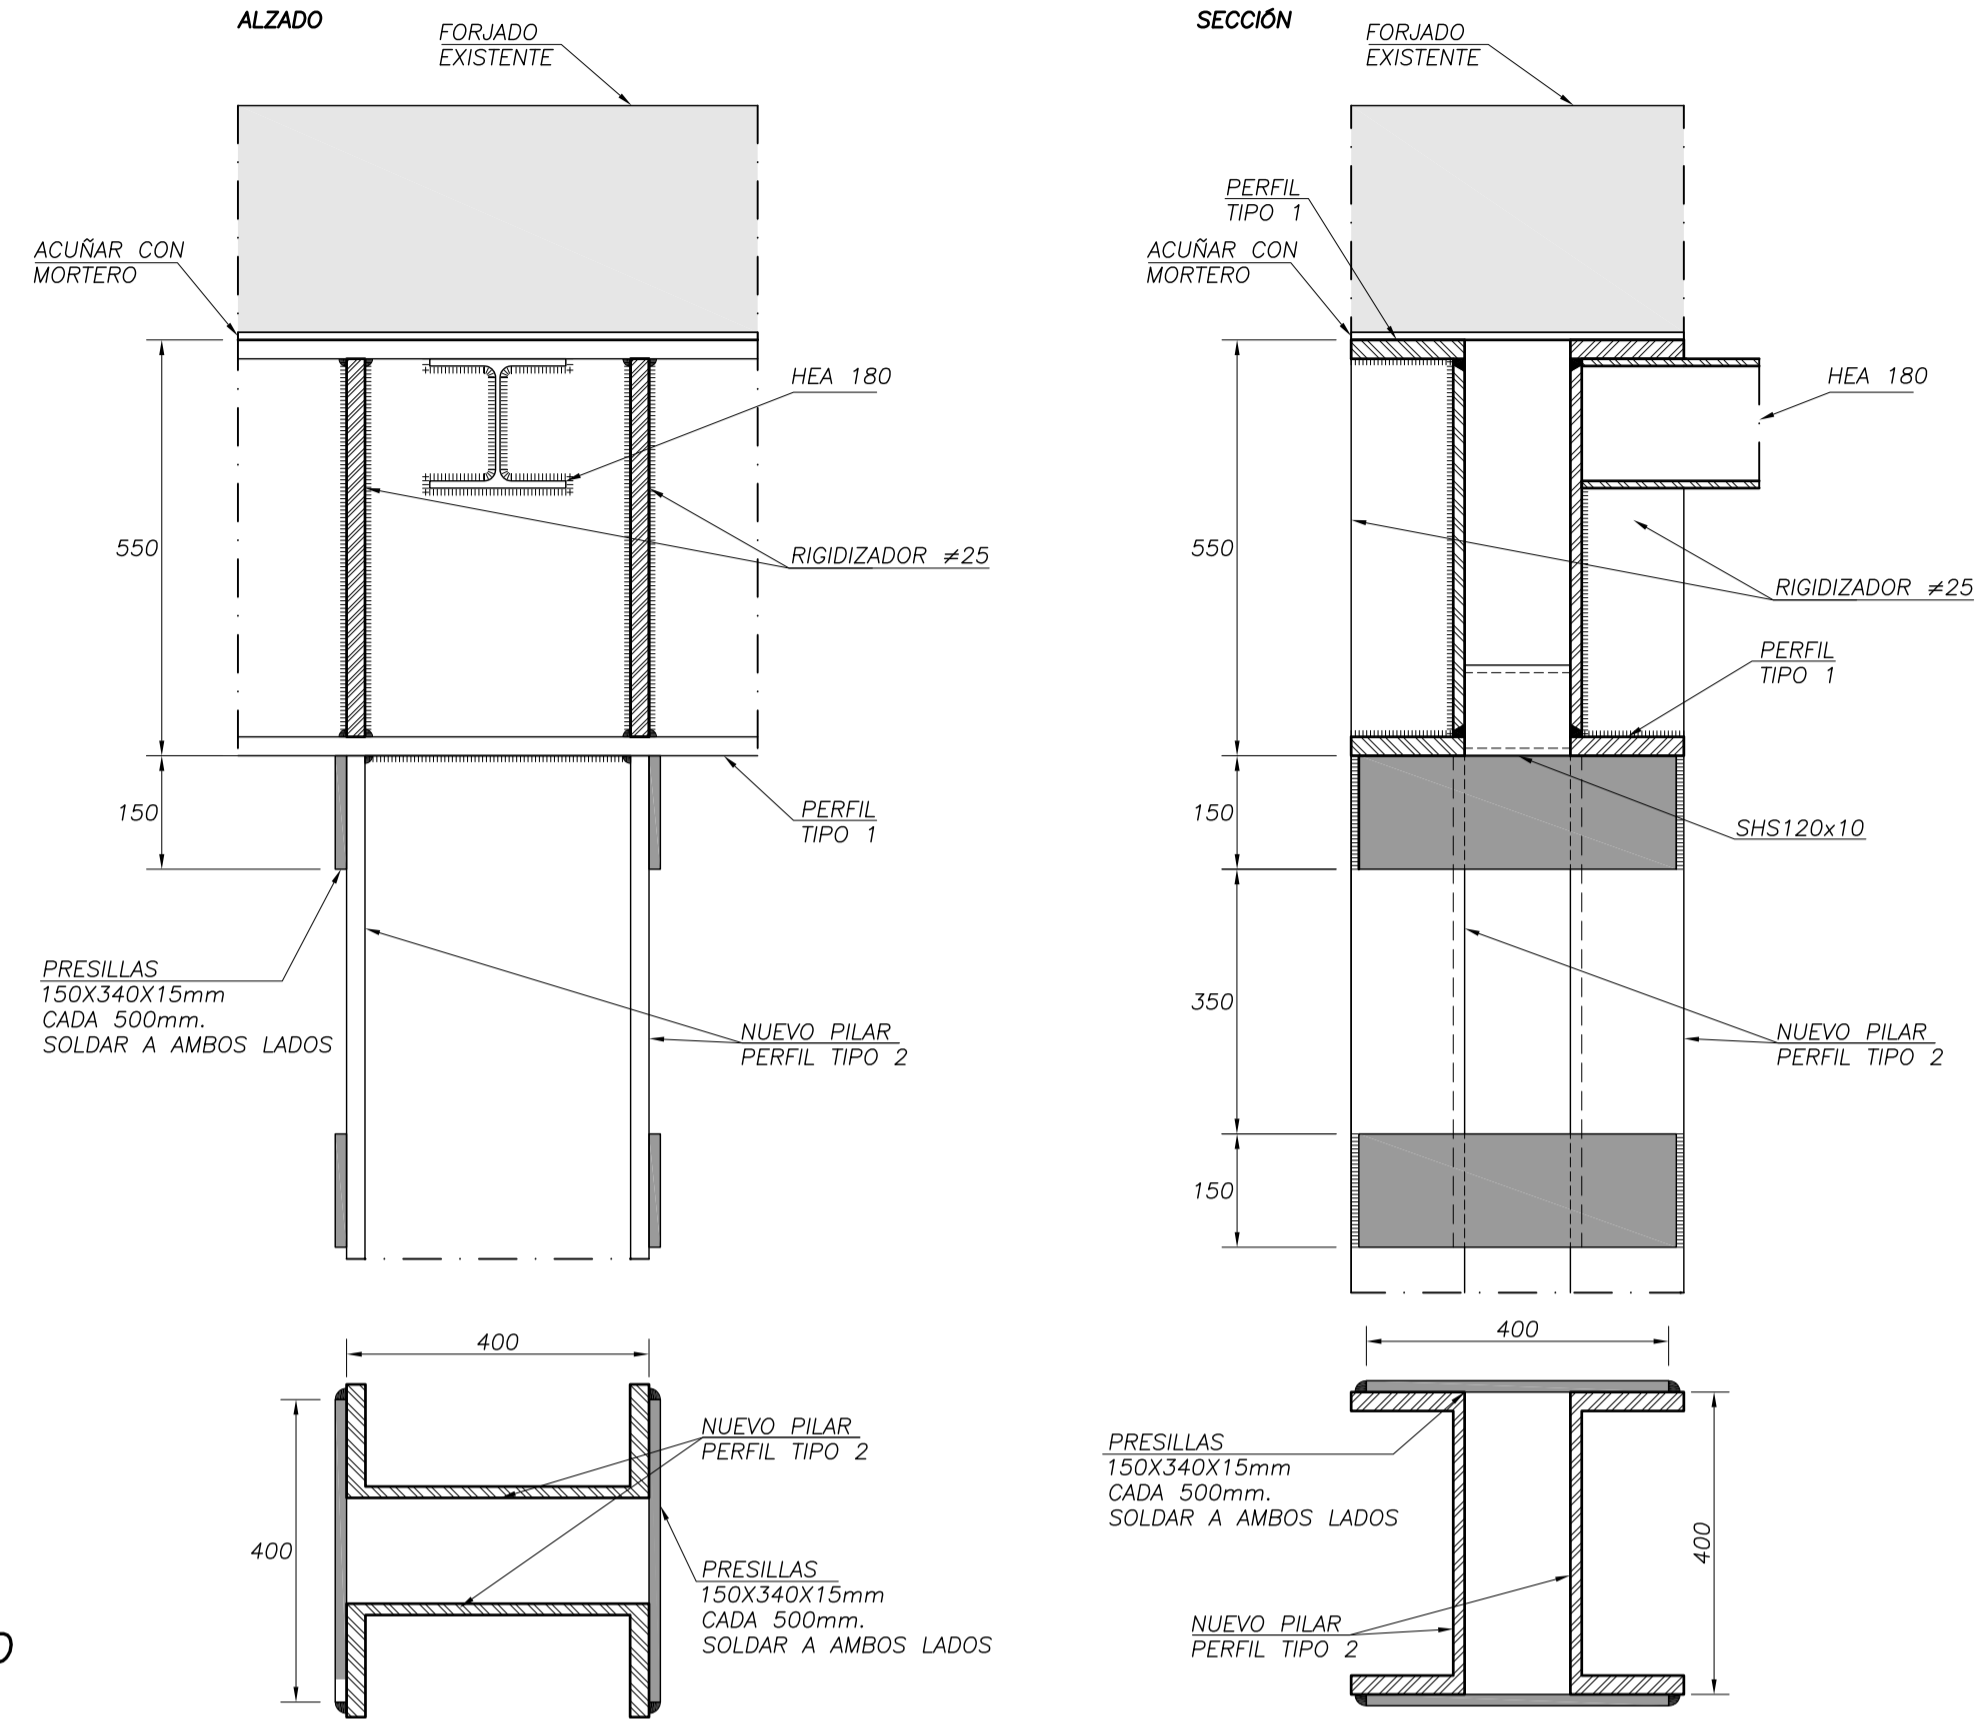 ALZADO
FORJADO
EXISTENTE
ACUÑAR CON
MORTERO
HEA 180
550
RIGIDIZADOR ≠25
150
PERFIL
TIPO 1
PRESILLAS
150X340X15mm
CADA 500mm.
SOLDAR A AMBOS LADOS
NUEVO PILAR
PERFIL TIPO 2
400
NUEVO PILAR
PERFIL TIPO 2
400
PRESILLAS
150X340X15mm
CADA 500mm.
SOLDAR A AMBOS LADOS
SECCIÓN
FORJADO
EXISTENTE
PERFIL
TIPO 1
ACUÑAR CON
MORTERO
HEA 180
550
RIGIDIZADOR ≠25
PERFIL
TIPO 1
150
SHS120x10
350
NUEVO PILAR
PERFIL TIPO 2
150
400
PRESILLAS
150X340X15mm
CADA 500mm.
SOLDAR A AMBOS LADOS
400
NUEVO PILAR
PERFIL TIPO 2